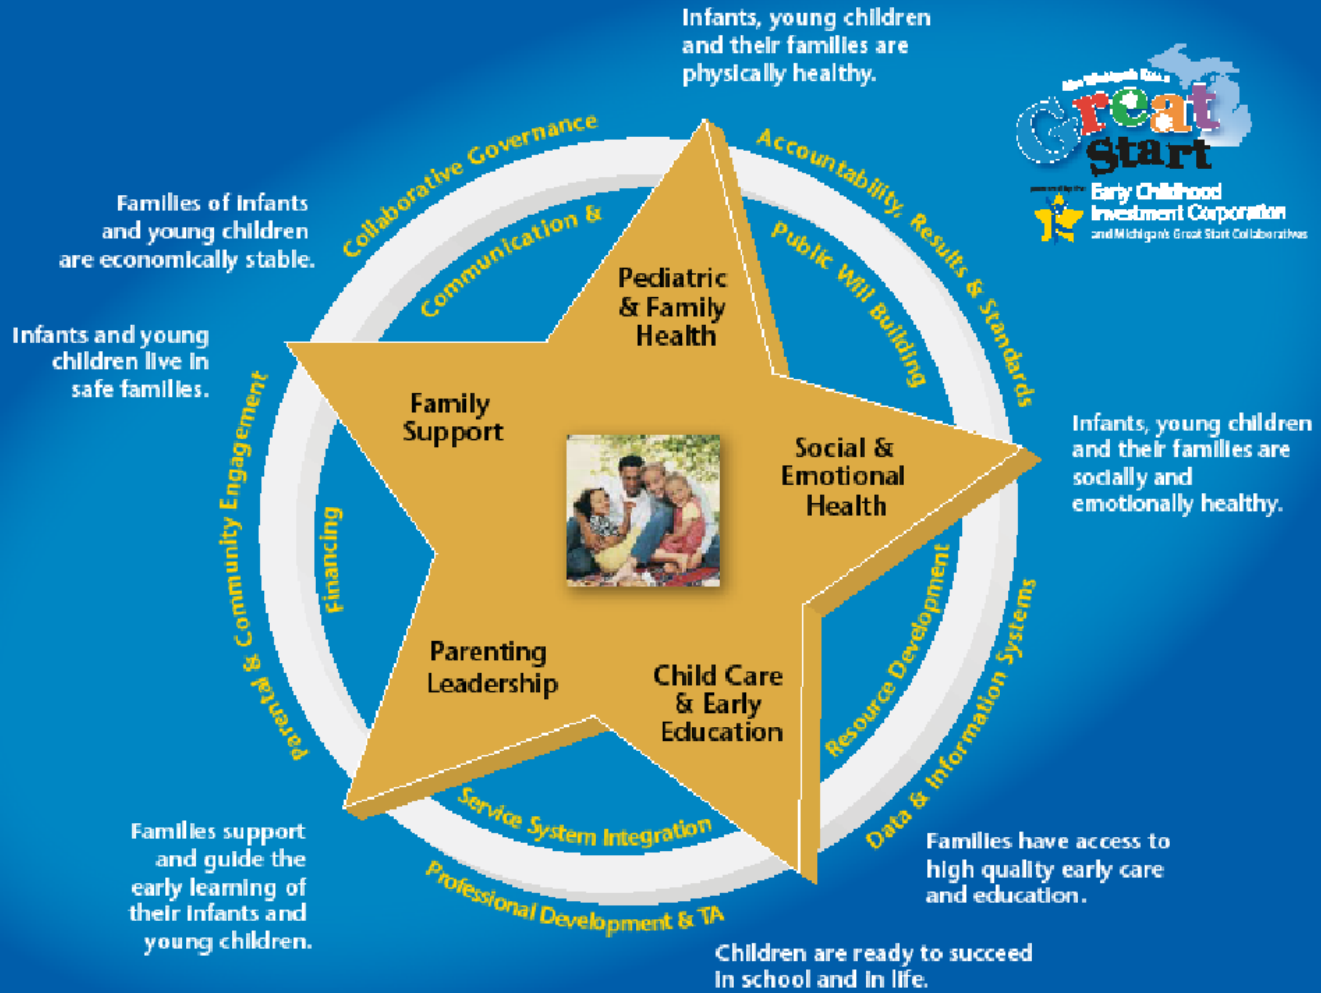 Infants, young children
and their families are
physically healthy.
Great
Start
Early Childhood
Investment Corporation
and Michigan's Great Start Collaboratives
Collaborative Governance
Accountability, Results & Standards
Communication &
Public Will Building
Families of infants
and young children
are economically stable.
Pediatric
& Family
Health
Infants and young
children live in
safe families.
Family
Support
Social &
Emotional
Health
Infants, young children
and their families are
socially and
emotionally healthy.
Parental & Community Engagement
Financing
Parenting
Leadership
Child Care
& Early
Education
Resource Development
Data & Information Systems
Service System Integration
Professional Development & TA
Families support
and guide the
early learning of
their infants and
young children.
Families have access to
high quality early care
and education.
Children are ready to succeed
in school and in life.